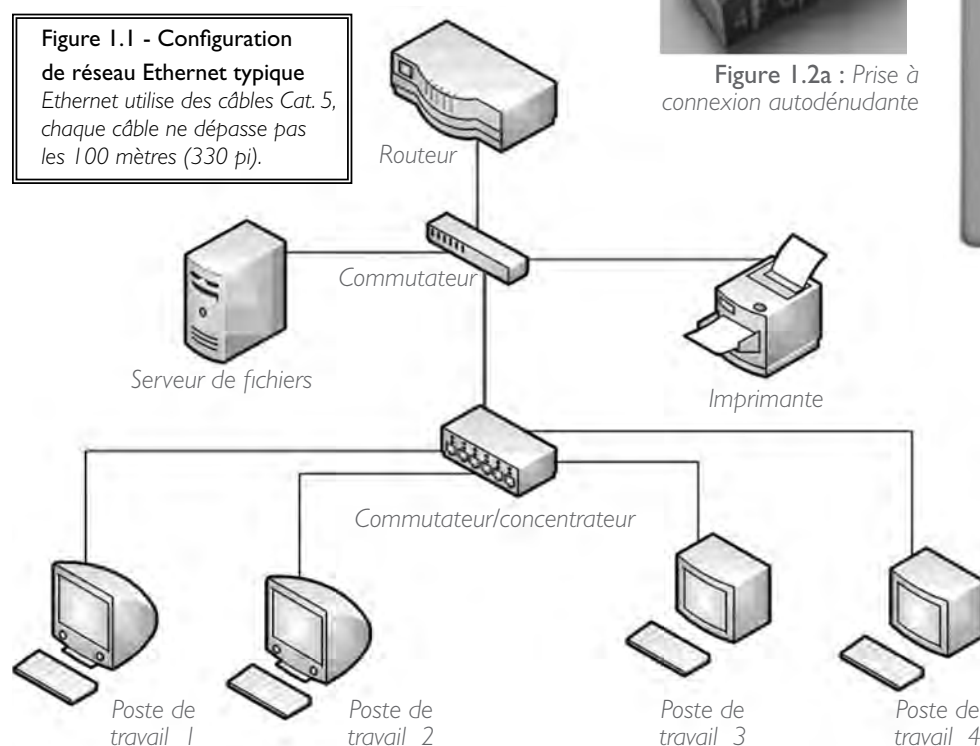 Figure 1.1 - Configuration
de réseau Ethernet typique
Ethernet utilise des câbles Cat. 5,
chaque câble ne dépasse pas
les 100 mètres (330 pi).
Figure 1.2a : Prise à
connexion autodénudante
Routeur
Commutateur
Serveur de fichiers
Imprimante
Commutateur/concentrateur
Poste de
travail 1
Poste de
travail 2
Poste de
travail 3
Poste de
travail 4